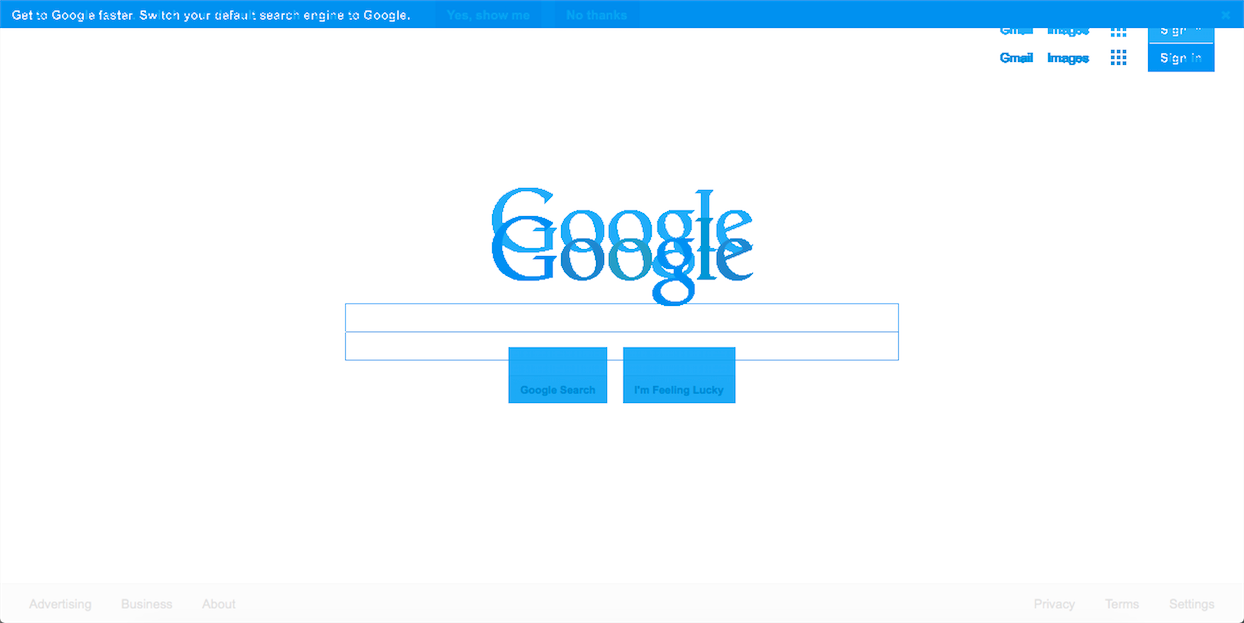 Get to Google faster. Switch your default search engine to Google. Yes, show me No thanks ×
Gmail Images Sign in
Gmail Images Sign in
Google
Google
Google Search I'm Feeling Lucky
Advertising Business About Privacy Terms Settings